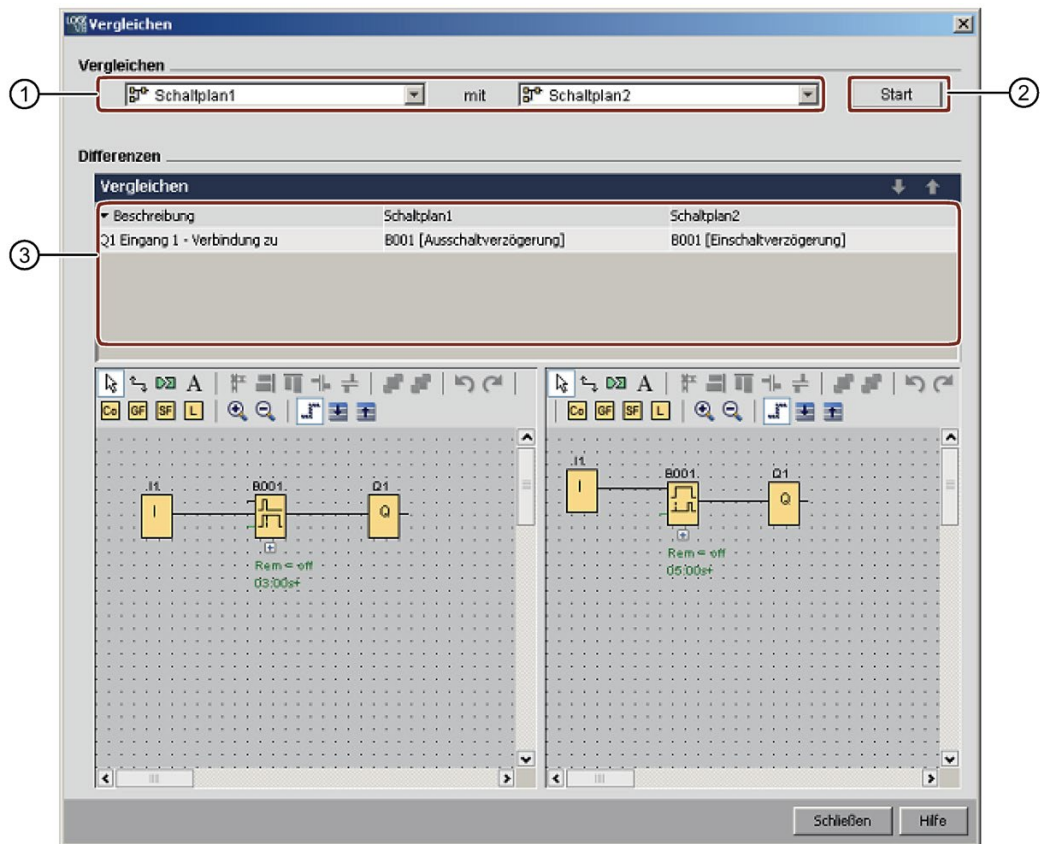 Vergleichen
Vergleichen
1 Schaltplan1 mit Schaltplan2 Start 2
Differenzen
Vergleichen
Beschreibung Schaltplan1 Schaltplan2
3 Q1 Eingang 1 - Verbindung zu B001 [Ausschaltverzögerung] B001 [Einschaltverzögerung]
A
Co GF SF L
I1
I
B001
Rem = off
03:00s+
Q1
Q
A
Co GF SF L
I1
I
B001
Rem = off
05:00s+
Q1
Q
Schließen Hilfe